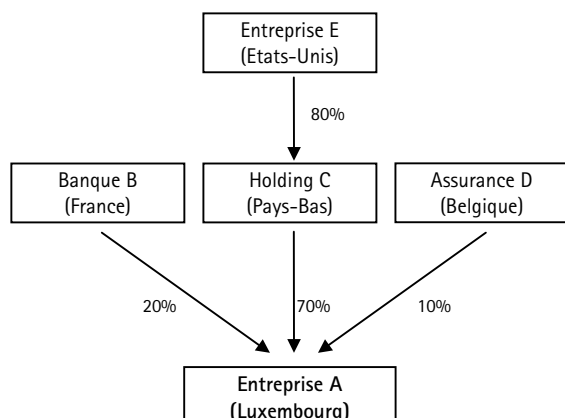 Entreprise E
(Etats-Unis)
80%
Banque B
(France)
Holding C
(Pays-Bas)
Assurance D
(Belgique)
20%
70%
10%
Entreprise A
(Luxembourg)